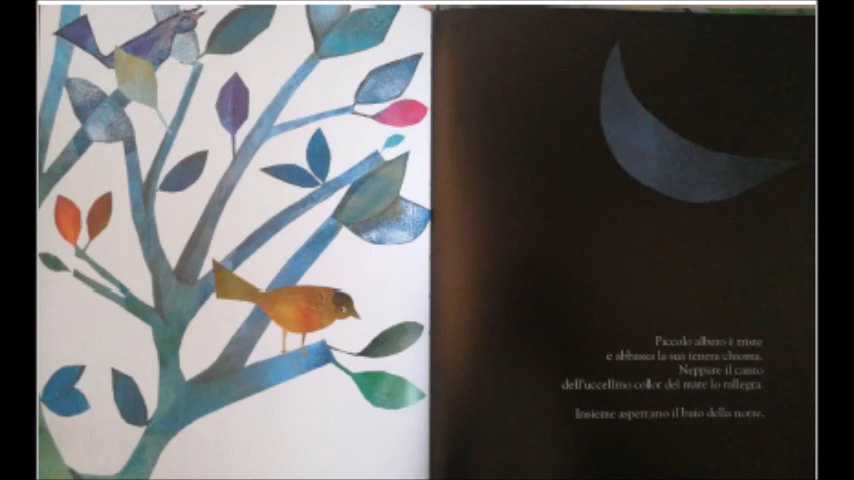 Piccolo albero è triste
e abbassa la sua tenera chioma.
Neppure il canto
dell'uccellino color del mare lo rallegra.
Insieme aspettano il buio della notte.